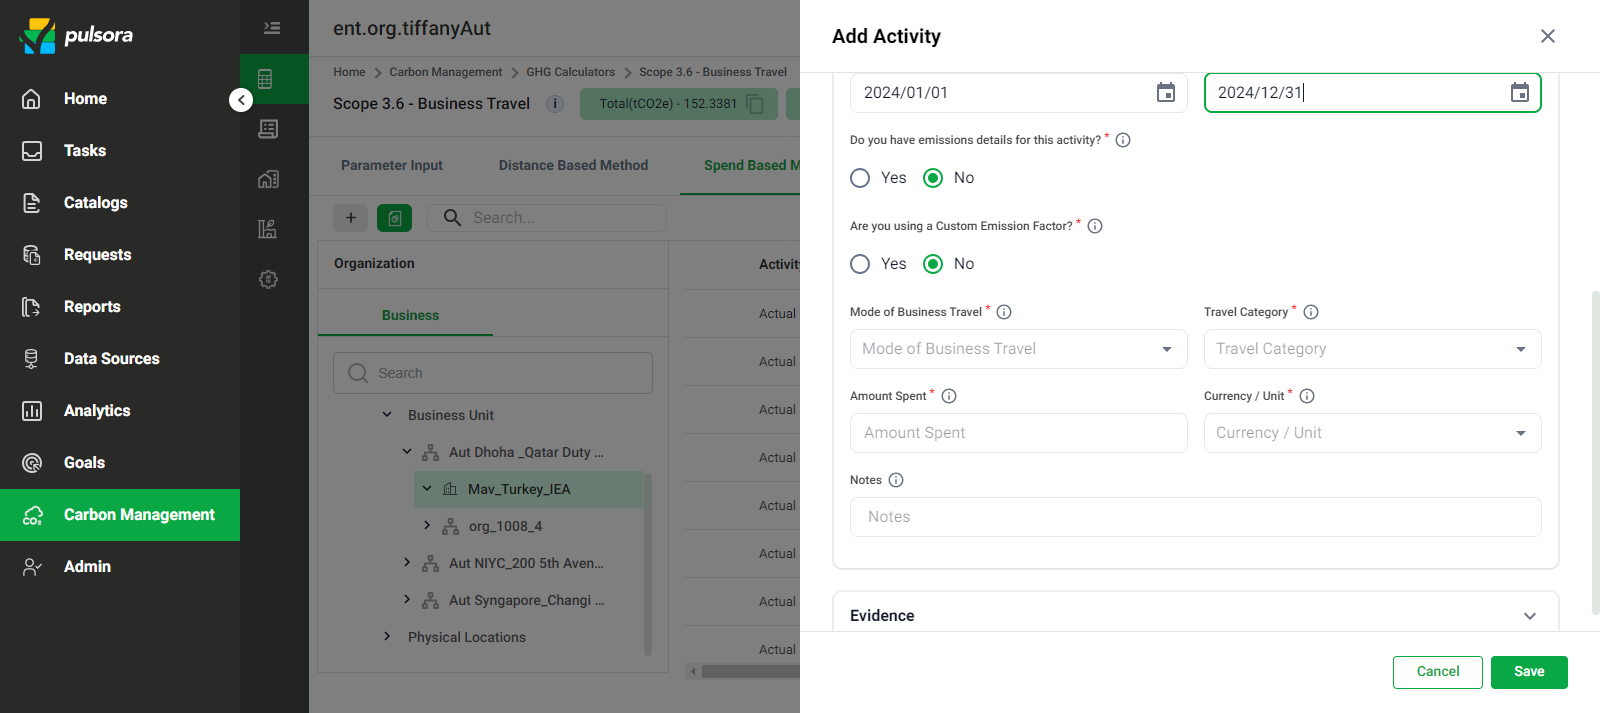 pulsora
Home
Tasks
Catalogs
Requests
Reports
Data Sources
Analytics
Goals
Carbon Management
Admin
ent.org.tiffanyAut
Home > Carbon Management > GHG Calculators > Scope 3.6 - Business Travel
Scope 3.6 - Business Travel
Total(tCO2e) - 152.3381
Parameter Input
Distance Based Method
Spend Based M
Search...
Organization
Business
Search
Business Unit
Aut Dhoha _Qatar Duty ...
Mav_Turkey_IEA
org_1008_4
Aut NIYC_200 5th Aven...
Aut Syngapore_Changi ...
Physical Locations
Activity
Actual
Actual
Actual
Actual
Actual
Actual
Actual
Actual
Add Activity
2024/01/01
2024/12/31
Do you have emissions details for this activity? *
Yes
No
Are you using a Custom Emission Factor? *
Yes
No
Mode of Business Travel *
Travel Category *
Mode of Business Travel
Travel Category
Amount Spent *
Currency / Unit *
Amount Spent
Currency / Unit
Notes
Notes
Evidence
Cancel
Save